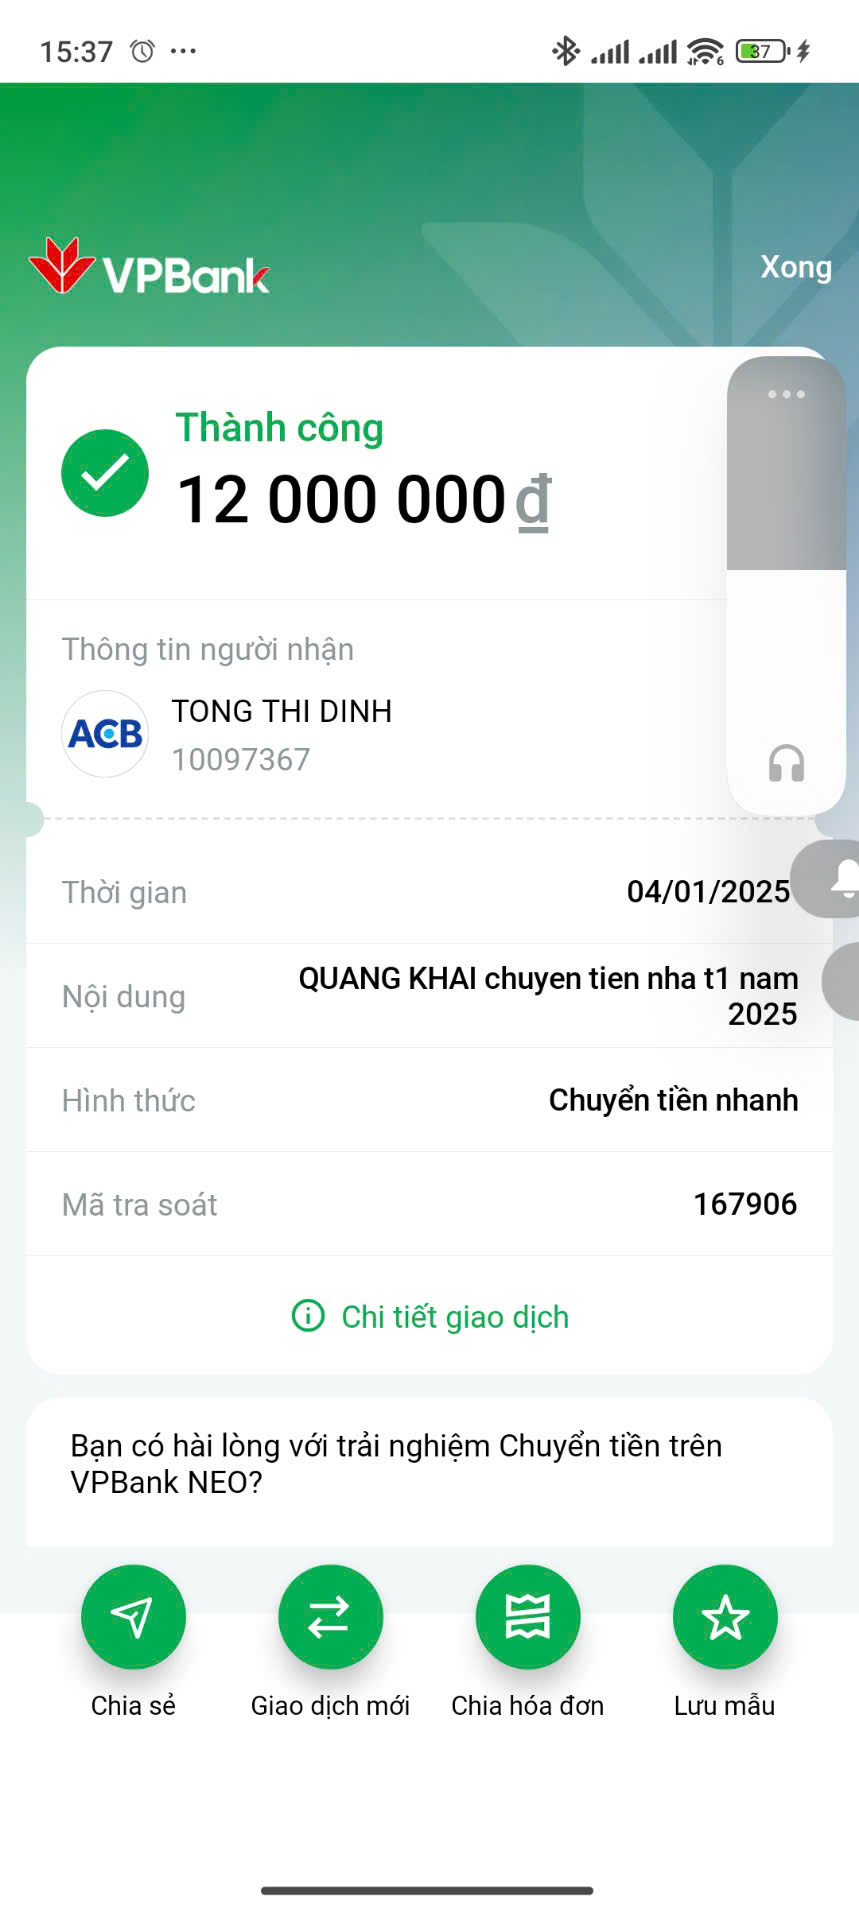 15:37
6
37
VPBank
Xong
Thành công
12 000 000 đ
Thông tin người nhận
ACB
TONG THI DINH
10097367
Thời gian
04/01/2025
Nội dung
QUANG KHAI chuyen tien nha t1 nam
2025
Hình thức
Chuyển tiền nhanh
Mã tra soát
167906
Chi tiết giao dịch
Bạn có hài lòng với trải nghiệm Chuyển tiền trên
VPBank NEO?
Chia sẻ
Giao dịch mới
Chia hóa đơn
Lưu mẫu